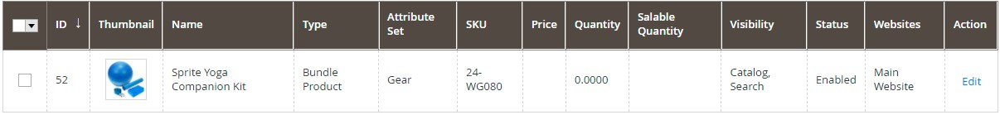 ID ↓ Thumbnail Name Type Attribute Set SKU Price Quantity Salable Quantity Visibility Status Websites Action
52 Sprite Yoga Companion Kit Bundle Product Gear 24-WG080 0.0000 Catalog, Search Enabled Main Website Edit